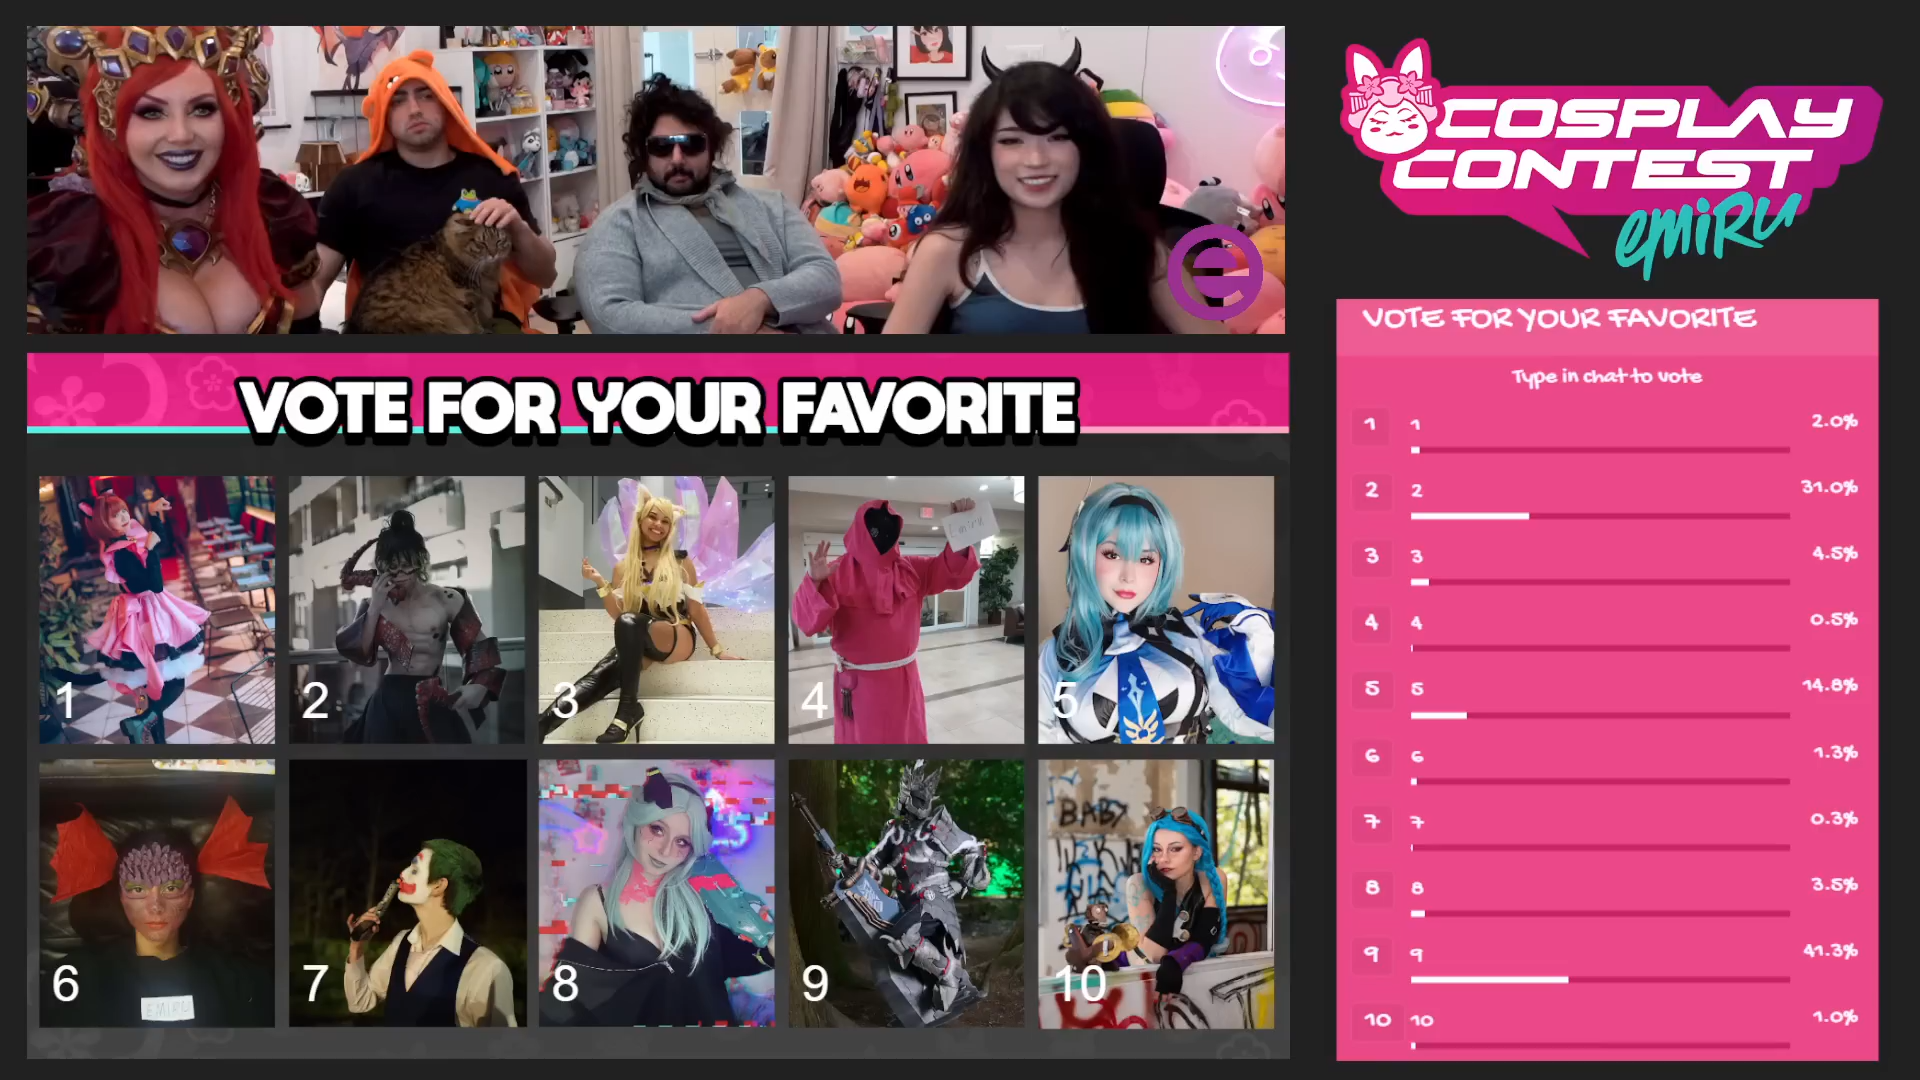 COSPLAY
CONTEST
emiru
VOTE FOR YOUR FAVORITE
1
2
3
Emiru
4
5
6
EMIRU
7
8
9
BABY
10
VOTE FOR YOUR FAVORITE
Type in chat to vote
1 1 2.0%
2 2 31.0%
3 3 4.5%
4 4 0.5%
5 5 14.8%
6 6 1.3%
7 7 0.3%
8 8 3.5%
9 9 41.3%
10 10 1.0%